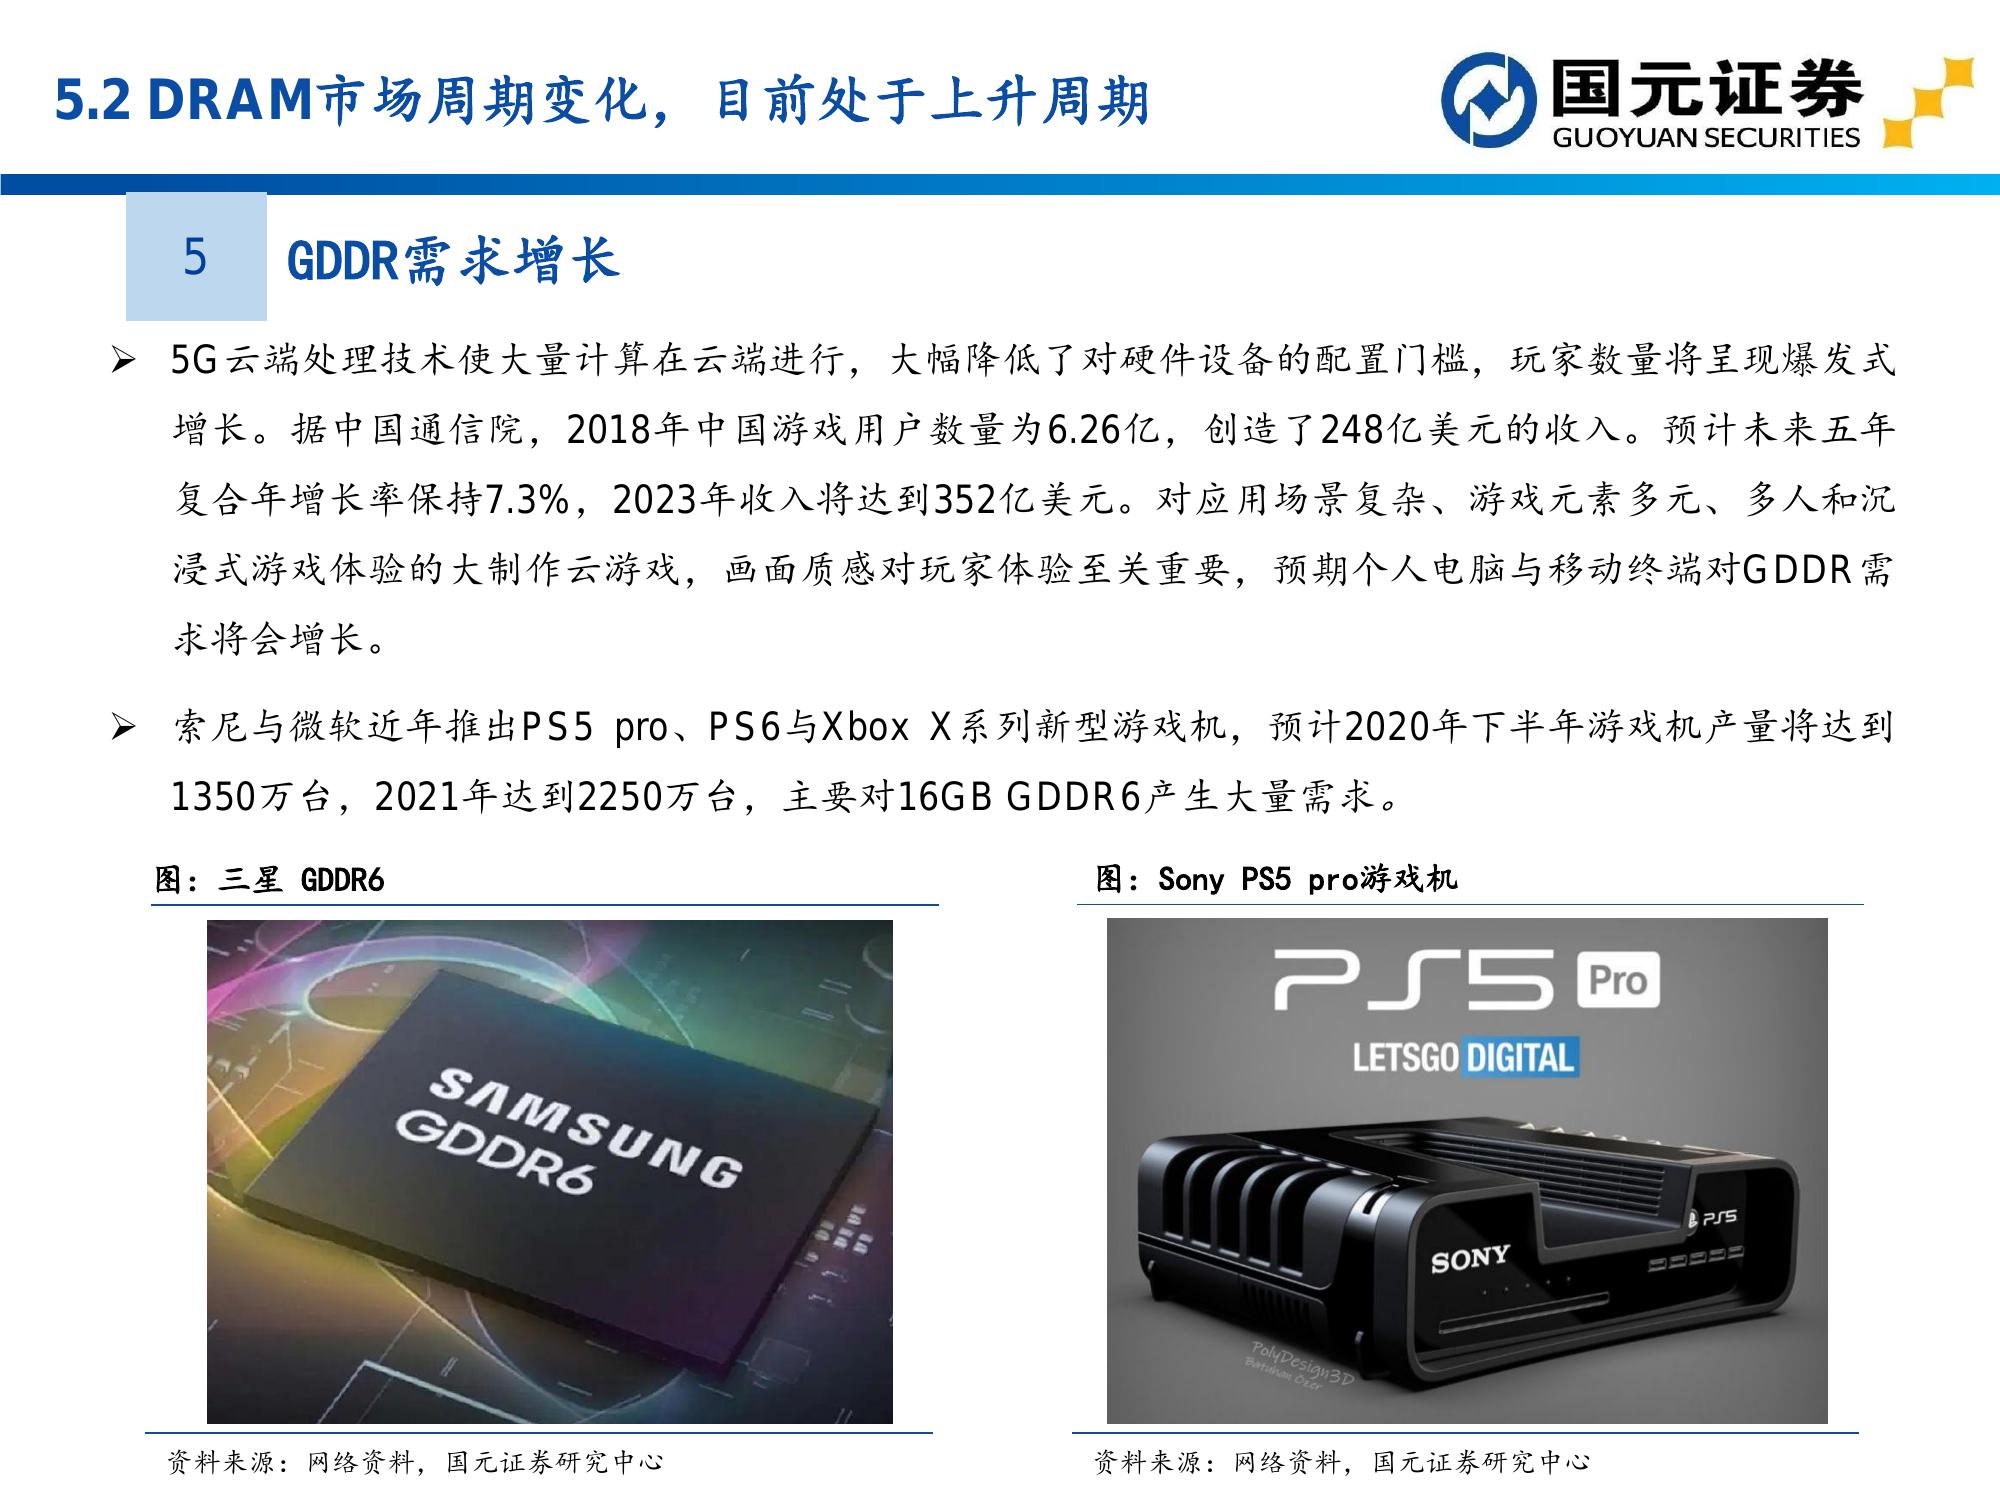 5.2 DRAM市场周期变化，目前处于上升周期
国元证券
GUOYUAN SECURITIES
5
GDDR需求增长
➢ 5G云端处理技术使大量计算在云端进行，大幅降低了对硬件设备的配置门槛，玩家数量将呈现爆发式
增长。据中国通信院，2018年中国游戏用户数量为6.26亿，创造了248亿美元的收入。预计未来五年
复合年增长率保持7.3%，2023年收入将达到352亿美元。对应用场景复杂、游戏元素多元、多人和沉
浸式游戏体验的大制作云游戏，画面质感对玩家体验至关重要，预期个人电脑与移动终端对GDDR需
求将会增长。
➢ 索尼与微软近年推出PS5 pro、PS6与Xbox X系列新型游戏机，预计2020年下半年游戏机产量将达到
1350万台，2021年达到2250万台，主要对16GB GDDR6产生大量需求。
图：三星 GDDR6
SAMSUNG
GDDR6
资料来源：网络资料，国元证券研究中心
图：Sony PS5 pro游戏机
PS5 Pro
LETSGO DIGITAL
PS5
SONY
PolyDesign3D
Batuhan Ozer
资料来源：网络资料，国元证券研究中心